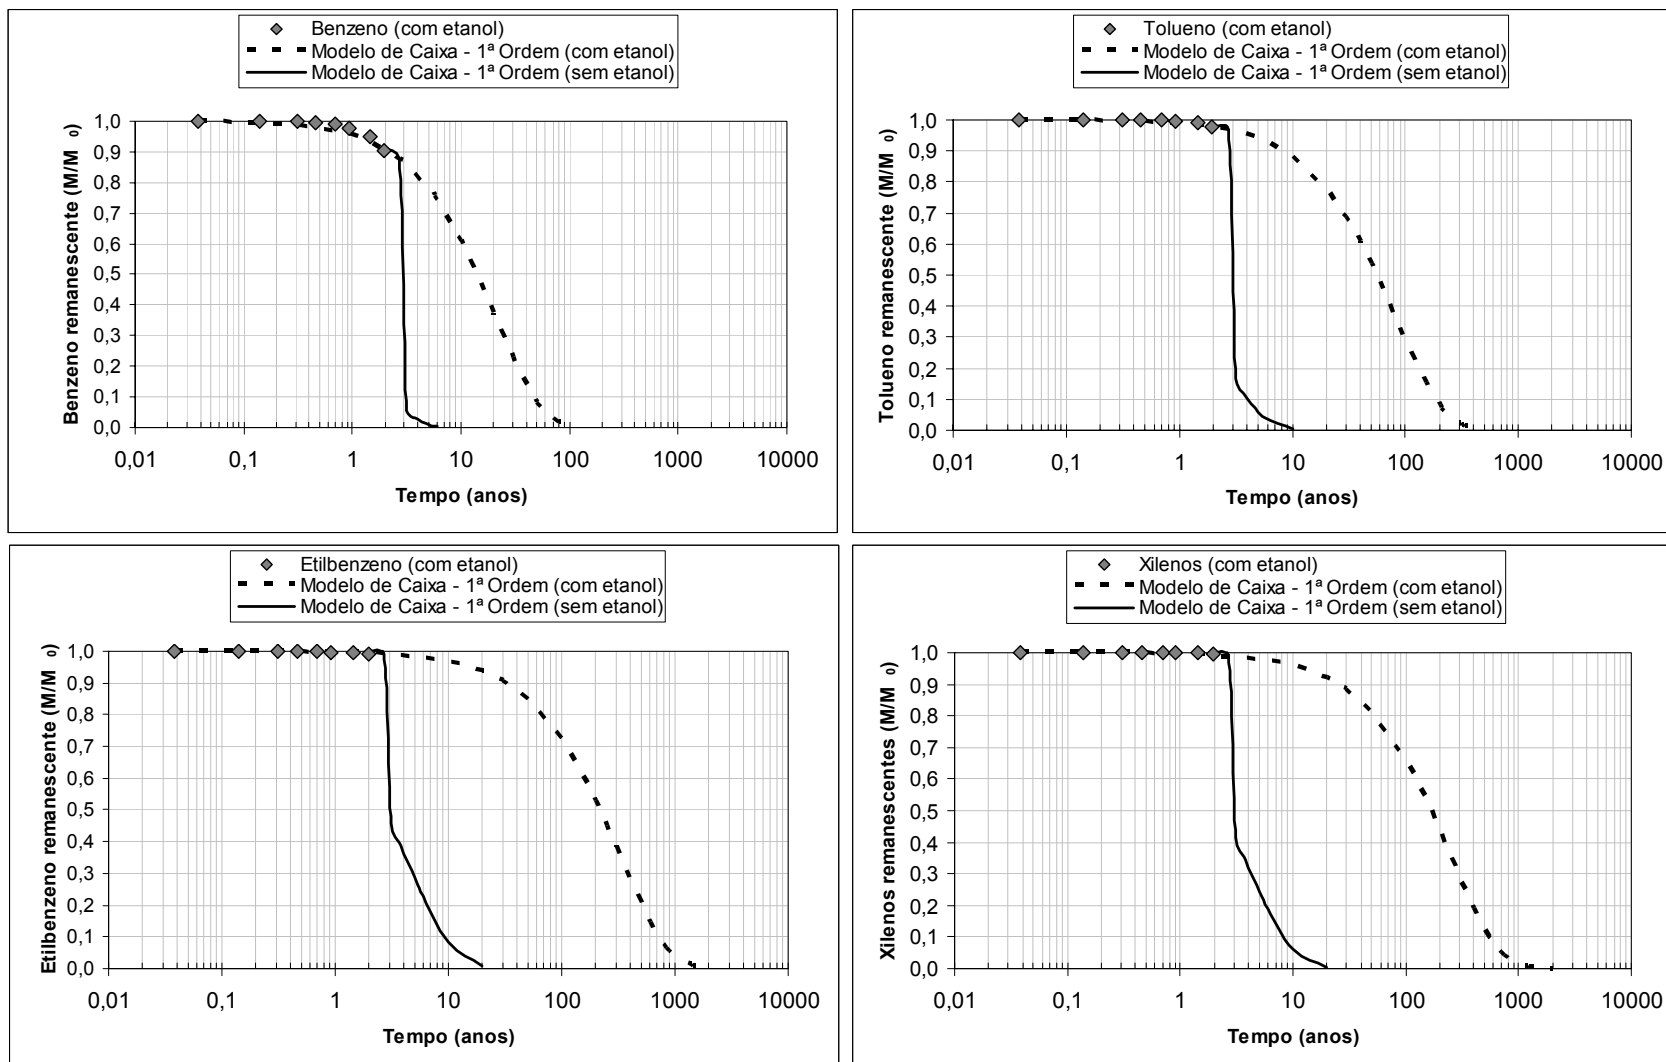 Benzeno (com etanol)
Modelo de Caixa - 1ª Ordem (com etanol)
Modelo de Caixa - 1ª Ordem (sem etanol)
Benzeno remanescente (M/M 0)
1,0
0,9
0,8
0,7
0,6
0,5
0,4
0,3
0,2
0,1
0,0
0,01 0,1 1 10 100 1000 10000
Tempo (anos)
Tolueno (com etanol)
Modelo de Caixa - 1ª Ordem (com etanol)
Modelo de Caixa - 1ª Ordem (sem etanol)
Tolueno remanescente (M/M 0)
1,0
0,9
0,8
0,7
0,6
0,5
0,4
0,3
0,2
0,1
0,0
0,01 0,1 1 10 100 1000 10000
Tempo (anos)
Etilbenzeno (com etanol)
Modelo de Caixa - 1ª Ordem (com etanol)
Modelo de Caixa - 1ª Ordem (sem etanol)
Etilbenzeno remanescente (M/M 0)
1,0
0,9
0,8
0,7
0,6
0,5
0,4
0,3
0,2
0,1
0,0
0,01 0,1 1 10 100 1000 10000
Tempo (anos)
Xilenos (com etanol)
Modelo de Caixa - 1ª Ordem (com etanol)
Modelo de Caixa - 1ª Ordem (sem etanol)
Xilenos remanescentes (M/M 0)
1,0
0,9
0,8
0,7
0,6
0,5
0,4
0,3
0,2
0,1
0,0
0,01 0,1 1 10 100 1000 10000
Tempo (anos)